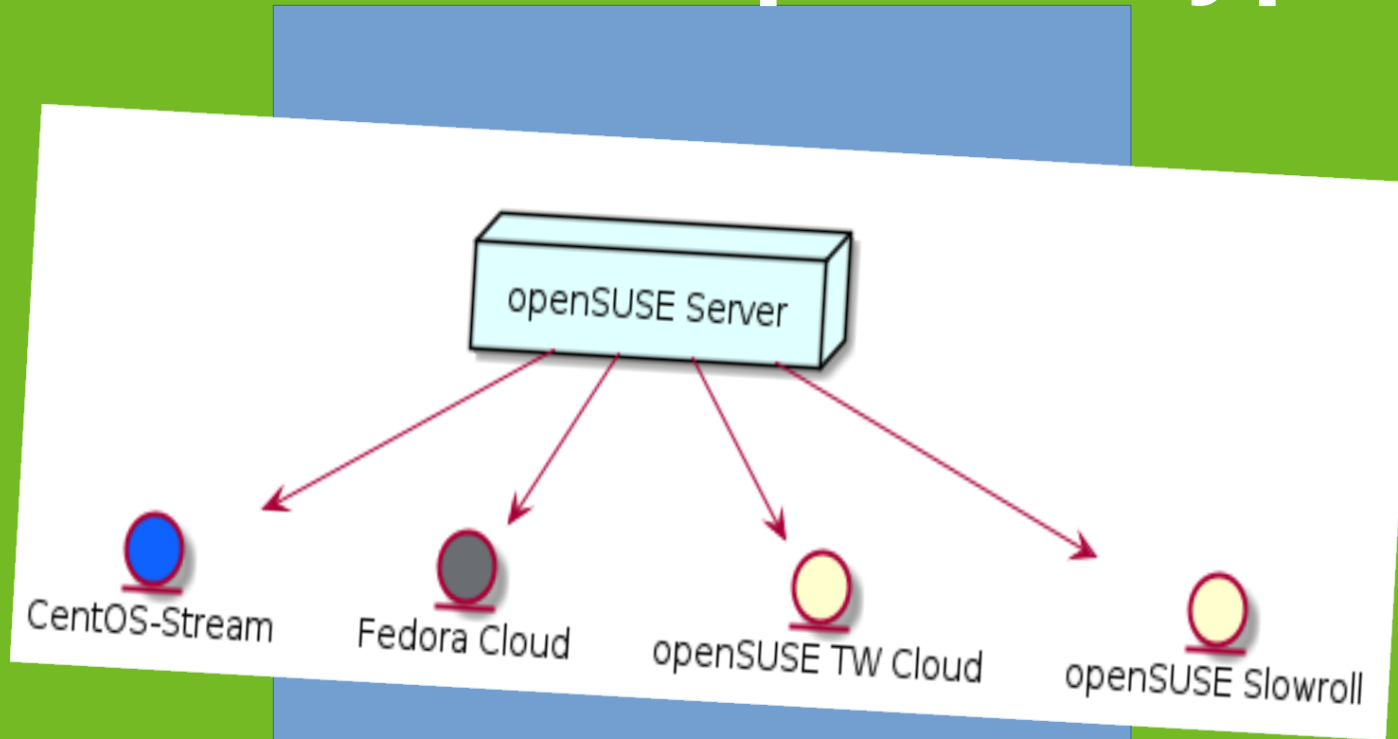 openSUSE Server
CentOS-Stream
Fedora Cloud
openSUSE TW Cloud
openSUSE Slowroll